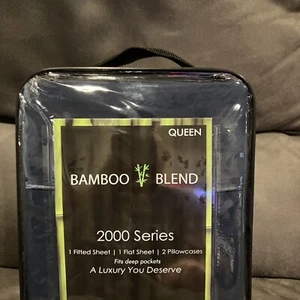 QUEEN
BAMBOO BLEND
2000 Series
1 Fitted Sheet | 1 Flat Sheet | 2 Pillowcases
Fits deep pockets
A Luxury You Deserve